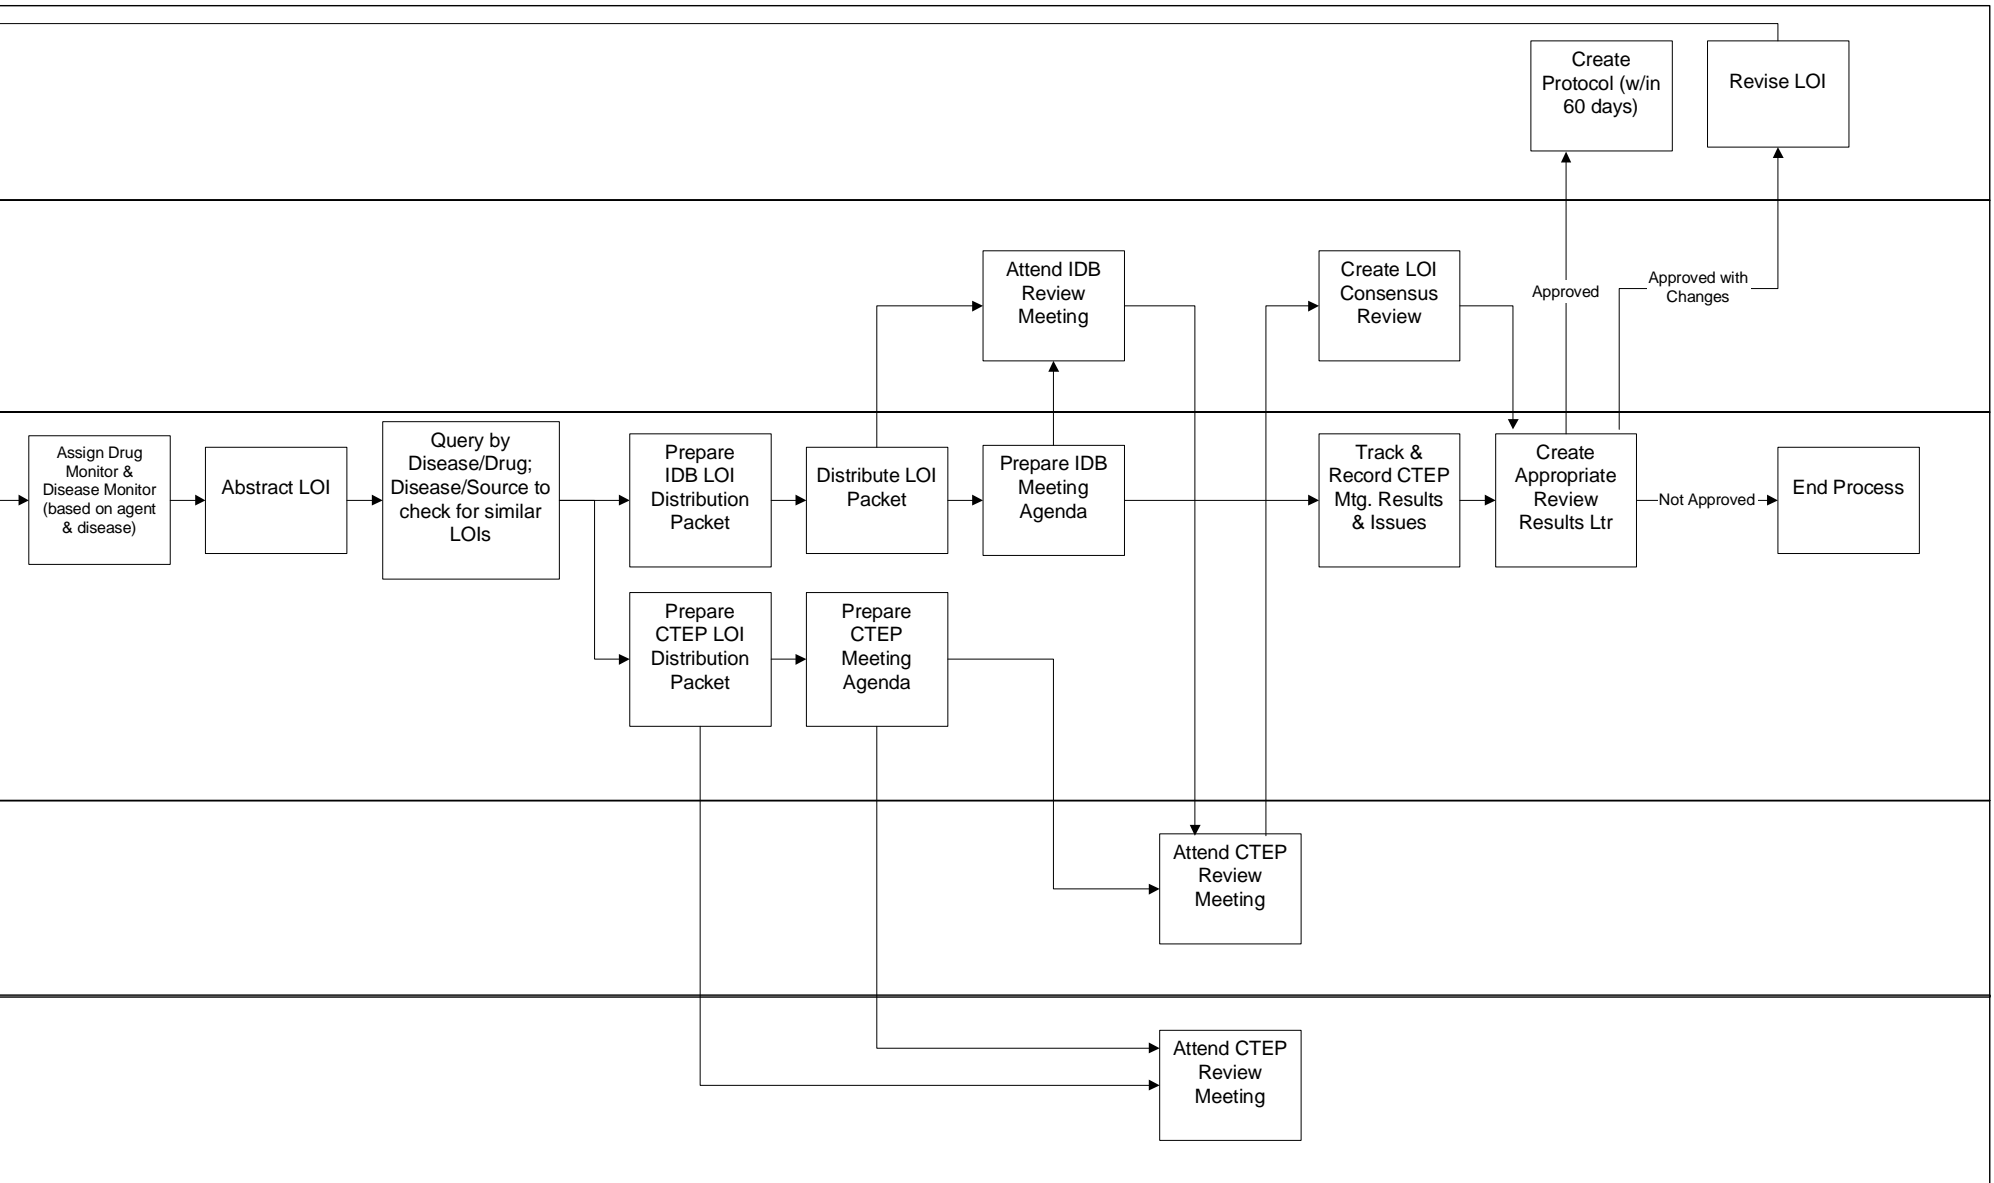 Create
Protocol (w/in
60 days)
Revise LOI
Attend IDB
Review
Meeting
Create LOI
Consensus
Review
Approved
Approved with
Changes
Assign Drug
Monitor &
Disease Monitor
(based on agent
& disease)
Abstract LOI
Query by
Disease/Drug;
Disease/Source to
check for similar
LOIs
Prepare
IDB LOI
Distribution
Packet
Distribute LOI
Packet
Prepare IDB
Meeting
Agenda
Track &
Record CTEP
Mtg. Results
& Issues
Create
Appropriate
Review
Results Ltr
Not Approved
End Process
Prepare
CTEP LOI
Distribution
Packet
Prepare
CTEP
Meeting
Agenda
Attend CTEP
Review
Meeting
Attend CTEP
Review
Meeting